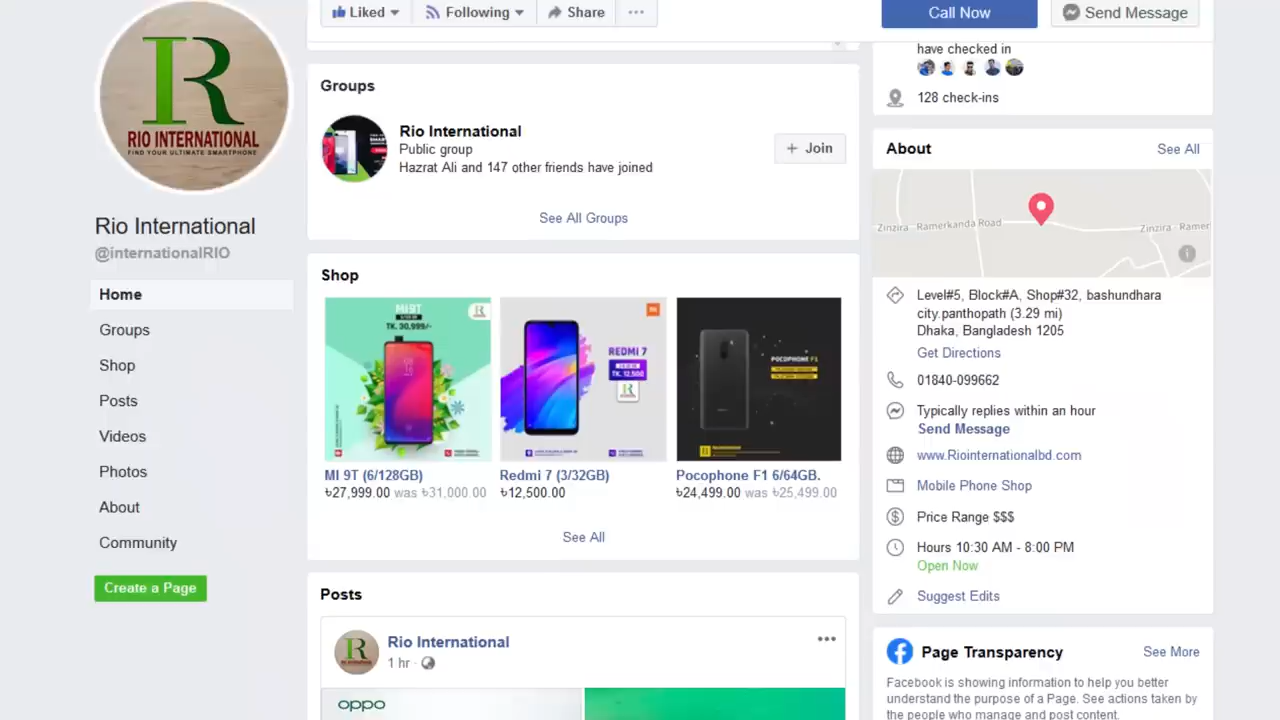 Liked
Following
Share
Call Now
Send Message
R
RIO INTERNATIONAL
FIND YOUR ULTIMATE SMARTPHONE
Rio International
@internationalRIO
Home
Groups
Shop
Posts
Videos
Photos
About
Community
Create a Page
Groups
Rio International
Public group
Hazrat Ali and 147 other friends have joined
+ Join
See All Groups
Shop
MI 9T
TK. 30,999/-
REDMI 7
TK. 12,500
POCOPHONE F1
MI 9T (6/128GB)
৳27,999.00 was ৳31,000.00
Redmi 7 (3/32GB)
৳12,500.00
Pocophone F1 6/64GB.
৳24,499.00 was ৳25,499.00
See All
Posts
Rio International
1 hr ·
oppo
have checked in
128 check-ins
About
See All
Zinzira Ramerkanda Road
Zinzira - Ramer
Level#5, Block#A, Shop#32, bashundhara
city.panthopath (3.29 mi)
Dhaka, Bangladesh 1205
Get Directions
01840-099662
Typically replies within an hour
Send Message
www.Riointernationalbd.com
Mobile Phone Shop
Price Range $$$
Hours 10:30 AM - 8:00 PM
Open Now
Suggest Edits
Page Transparency
See More
Facebook is showing information to help you better
understand the purpose of a Page. See actions taken by
the people who manage and post content.